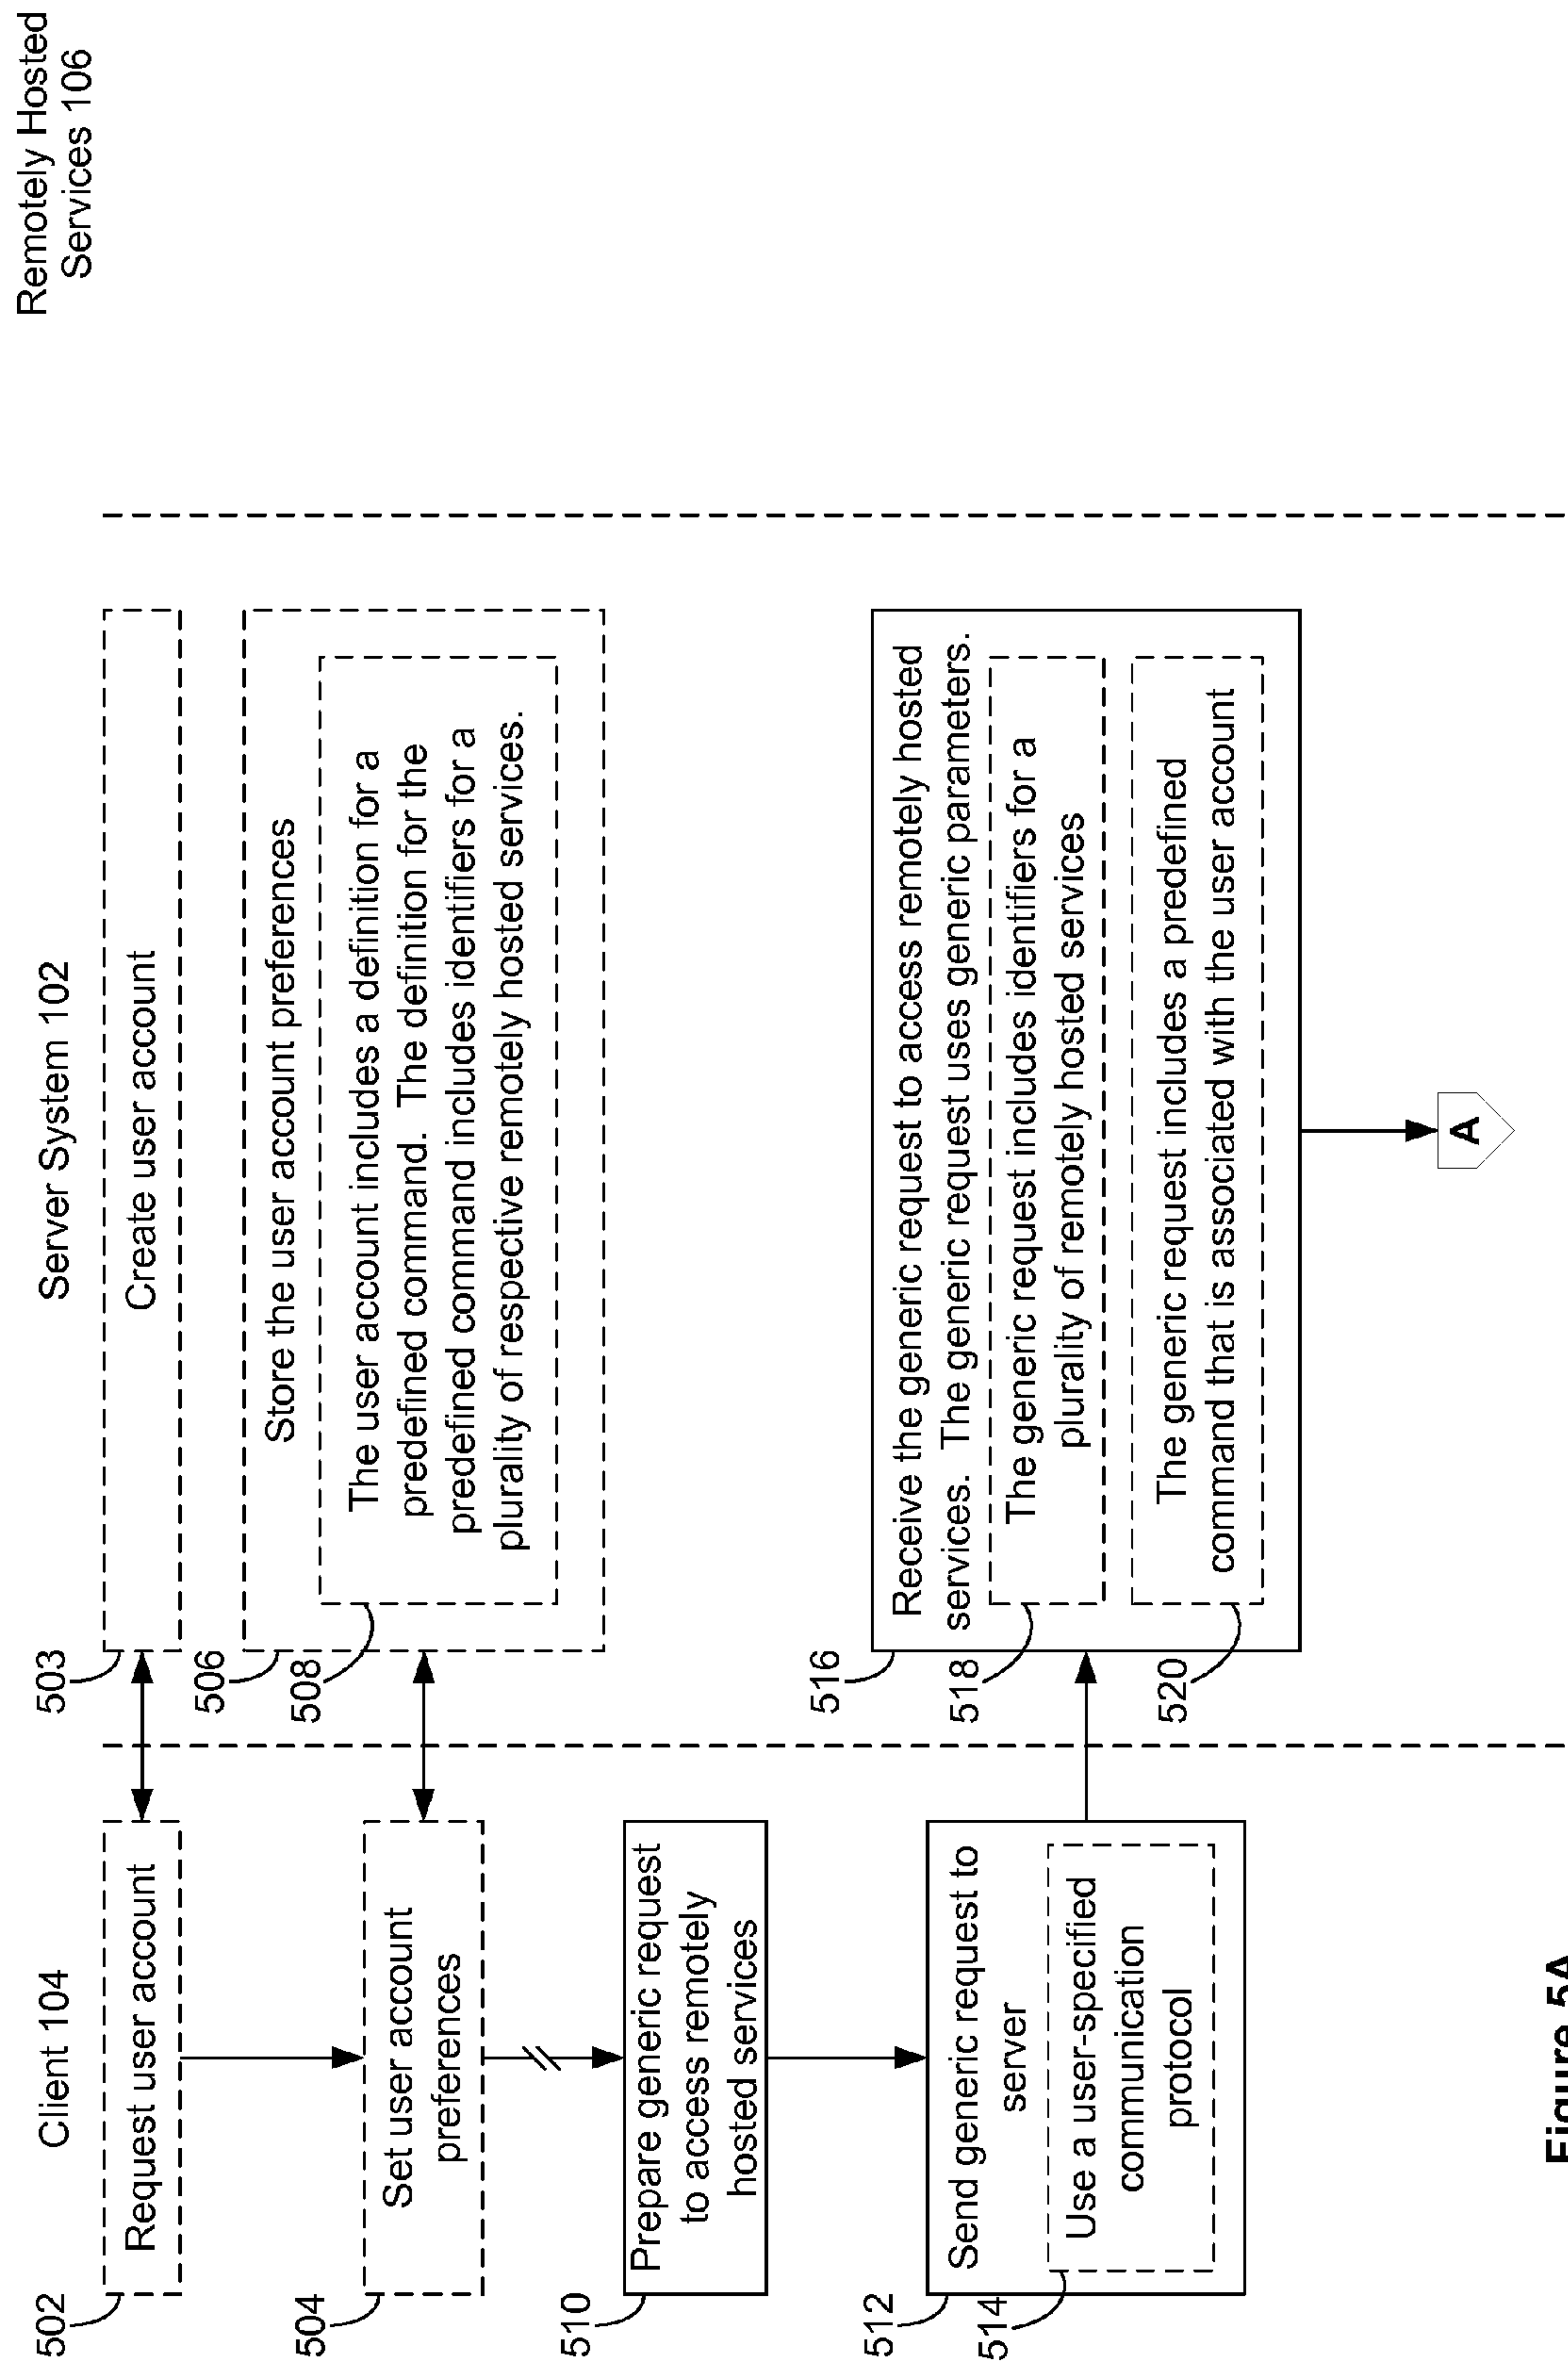 Client 104
Server System 102
Remotely Hosted
Services 106
502
Request user account
503
Create user account
504
Set user account
preferences
506
Store the user account preferences
508
The user account includes a definition for a
predefined command. The definition for the
predefined command includes identifiers for a
plurality of respective remotely hosted services.
510
Prepare generic request
to access remotely
hosted services
512
Send generic request to
server
514
Use a user-specified
communication
protocol
516
Receive the generic request to access remotely hosted
services. The generic request uses generic parameters.
518
The generic request includes identifiers for a
plurality of remotely hosted services
520
The generic request includes a predefined
command that is associated with the user account
A
Figure 5A